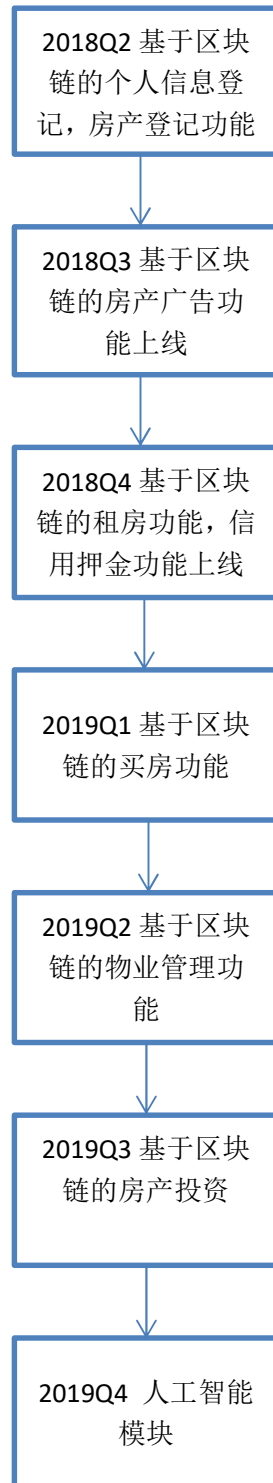 2018Q2 基于区块
链的个人信息登
记，房产登记功能
2018Q3 基于区块
链的房产广告功
能上线
2018Q4 基于区块
链的租房功能，信
用押金功能上线
2019Q1 基于区块
链的买房功能
2019Q2 基于区块
链的物业管理功
能
2019Q3 基于区块
链的房产投资
2019Q4 人工智能
模块